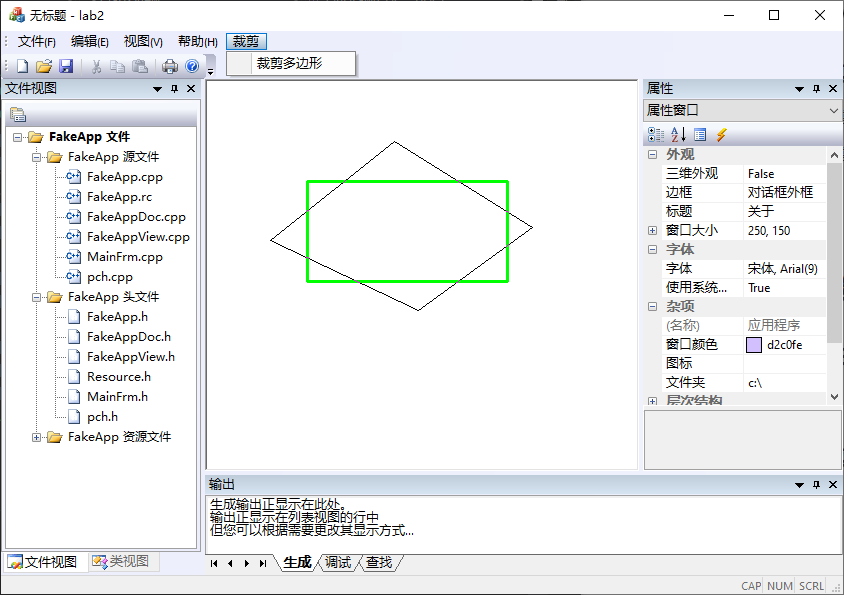 无标题 - lab2
文件(F) 编辑(E) 视图(V) 帮助(H) 裁剪
裁剪多边形
文件视图
FakeApp 文件
FakeApp 源文件
FakeApp.cpp
FakeApp.rc
FakeAppDoc.cpp
FakeAppView.cpp
MainFrm.cpp
pch.cpp
FakeApp 头文件
FakeApp.h
FakeAppDoc.h
FakeAppView.h
Resource.h
MainFrm.h
pch.h
FakeApp 资源文件
文件视图 类视图
属性
属性窗口
外观
三维外观 False
边框 对话框外框
标题 关于
窗口大小 250, 150
字体
字体 宋体, Arial(9)
使用系统... True
杂项
(名称) 应用程序
窗口颜色 d2c0fe
图标
文件夹 c:\
层次结构
输出
生成输出正显示在此处。
输出正显示在列表视图的行中
但您可以根据需要更改其显示方式...
生成 调试 查找
CAP NUM SCRL